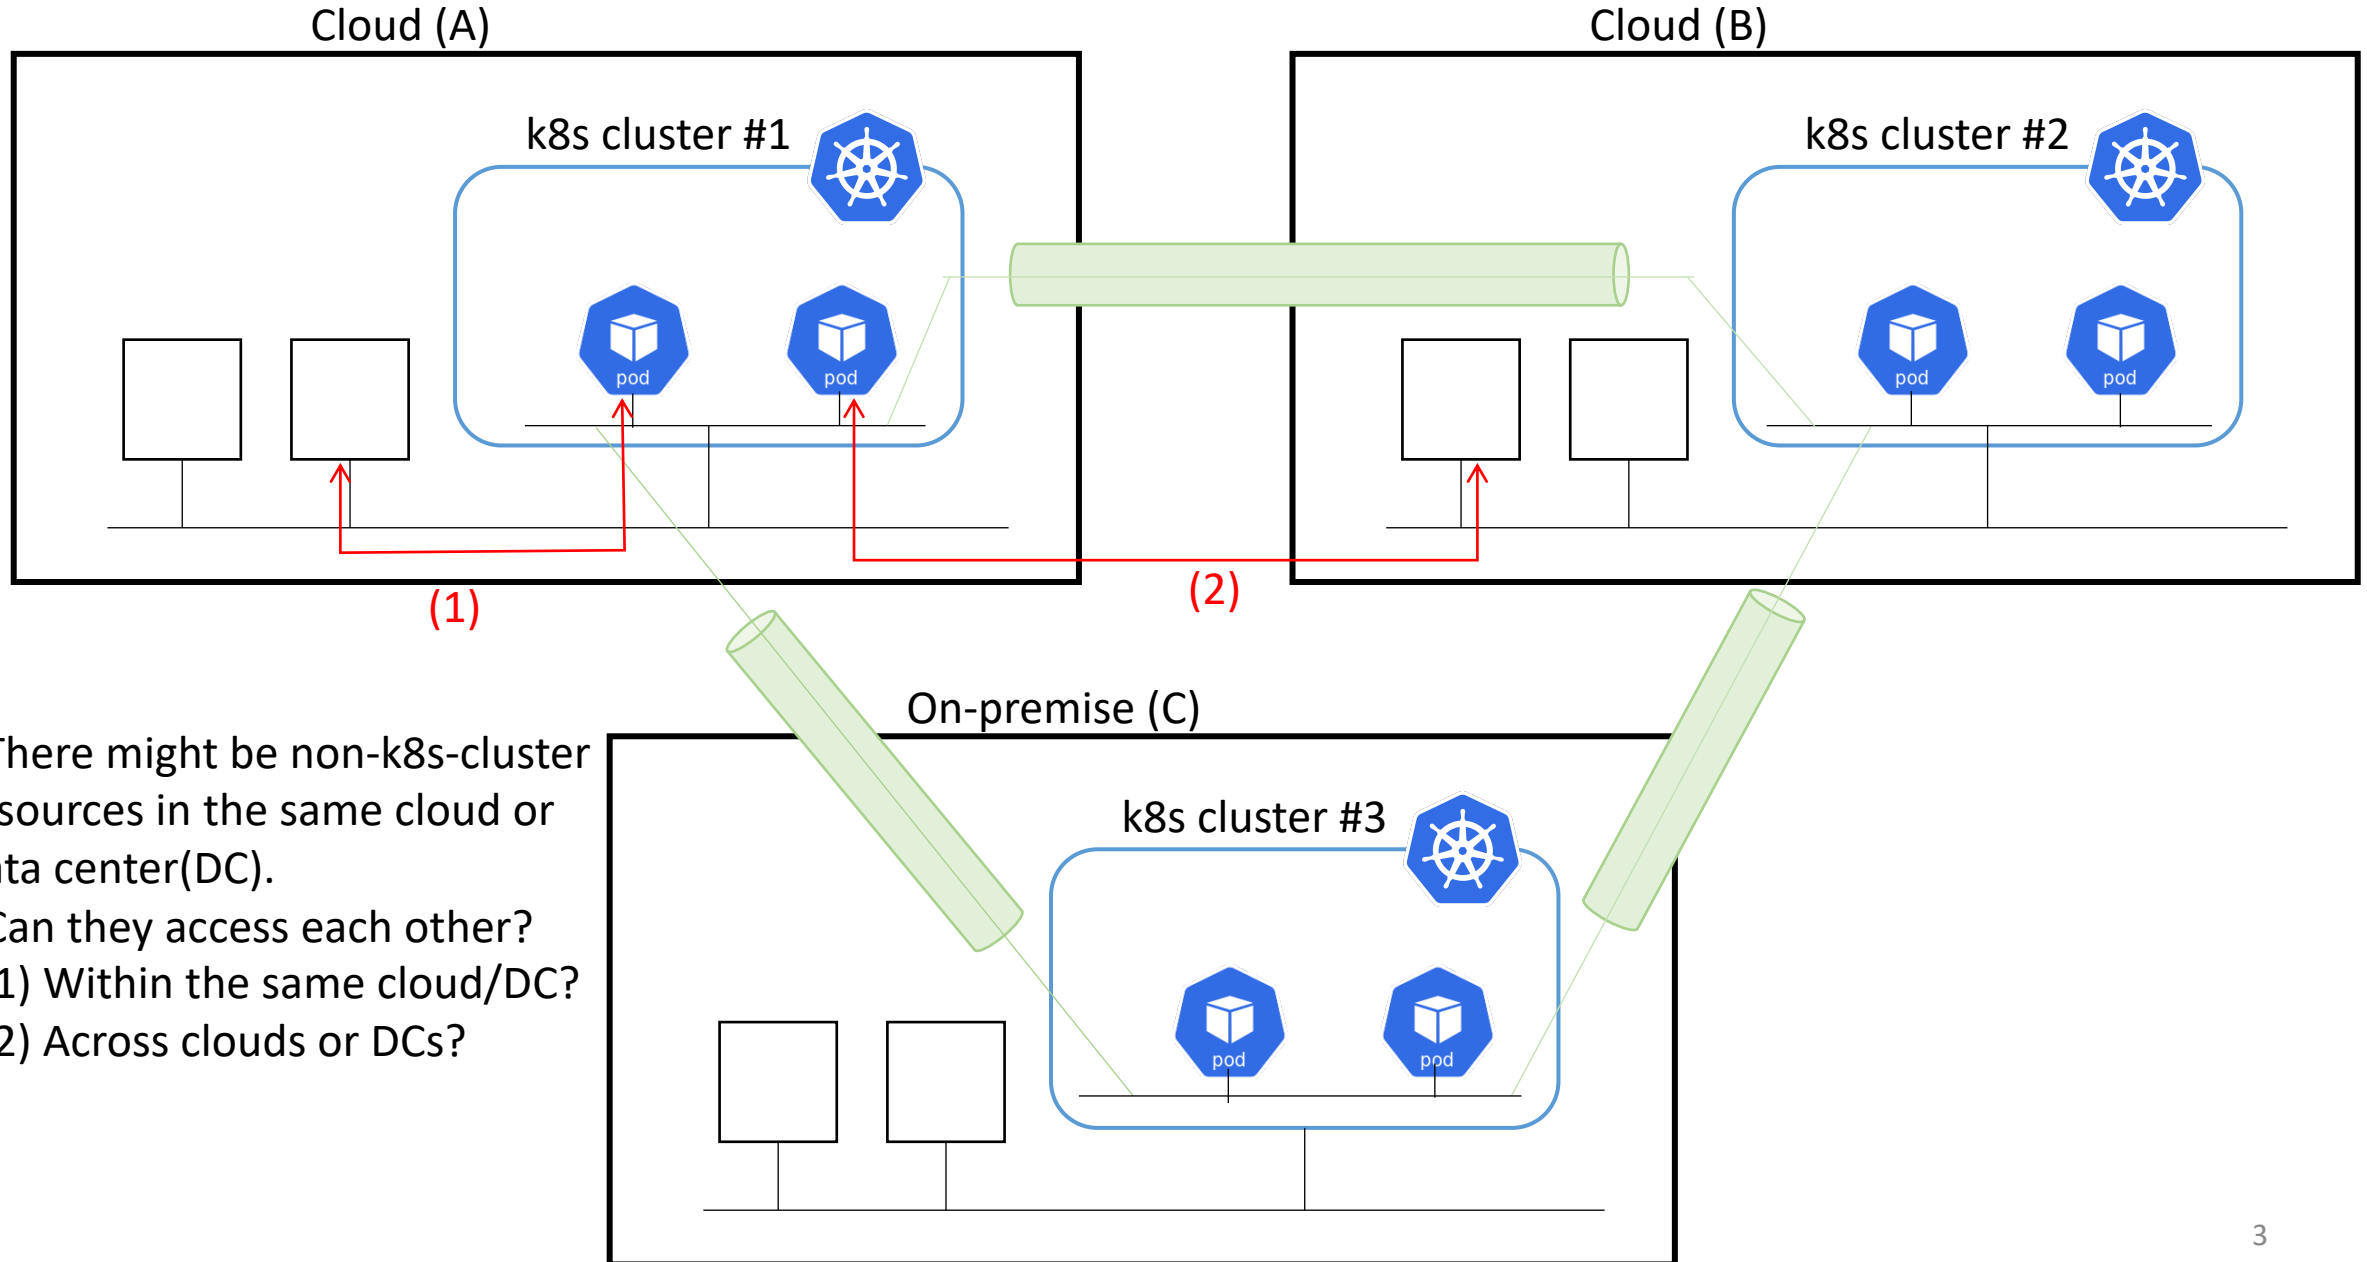 Cloud (A)
Cloud (B)
k8s cluster #1
k8s cluster #2
pod
pod
pod
pod
(1)
(2)
On-premise (C)
here might be non-k8s-cluster
sources in the same cloud or
ta center(DC).
Can they access each other?
1) Within the same cloud/DC?
2) Across clouds or DCs?
k8s cluster #3
pod
pod
3